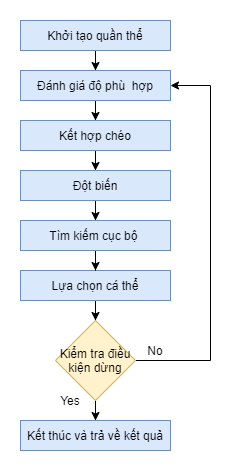 Khởi tạo quần thể
Đánh giá độ phù hợp
Kết hợp chéo
Đột biến
Tìm kiếm cục bộ
Lựa chọn cá thể
Kiểm tra điều
kiện dừng
No
Yes
Kết thúc và trả về kết quả